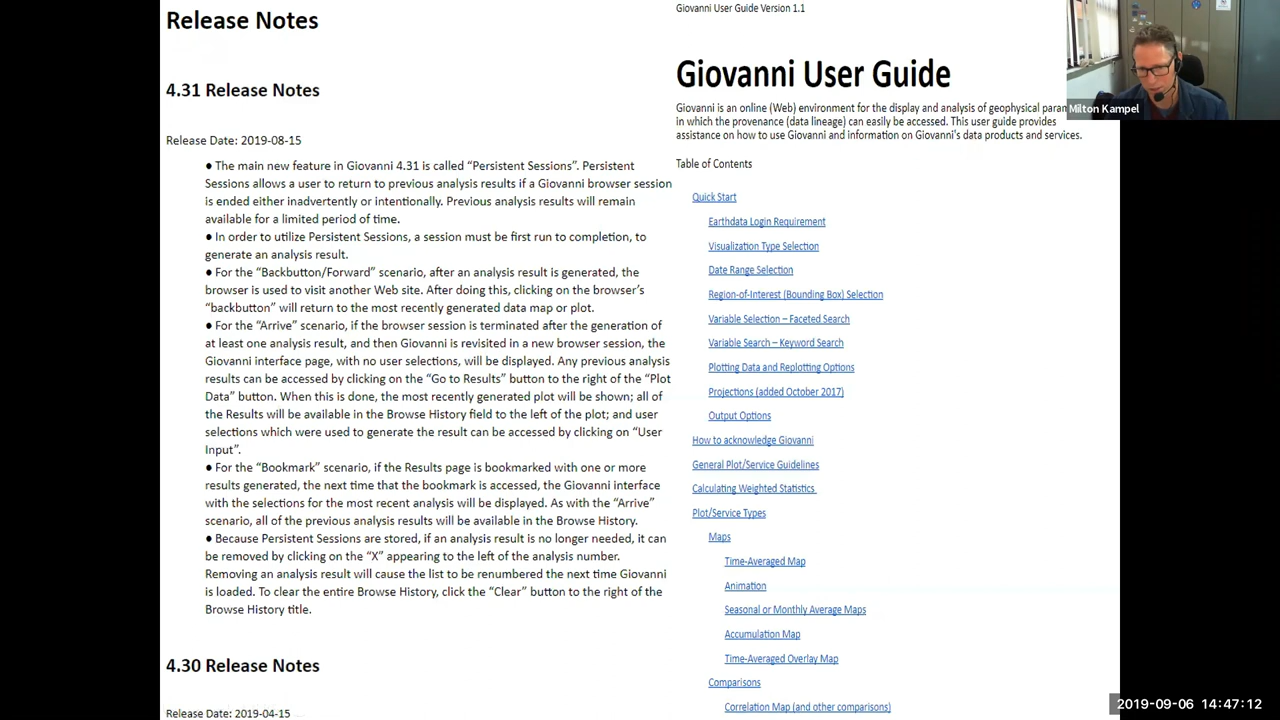 Release Notes
4.31 Release Notes
Release Date: 2019-08-15
● The main new feature in Giovanni 4.31 is called “Persistent Sessions”. Persistent
Sessions allows a user to return to previous analysis results if a Giovanni browser session
is ended either inadvertently or intentionally. Previous analysis results will remain
available for a limited period of time.
● In order to utilize Persistent Sessions, a session must be first run to completion, to
generate an analysis result.
● For the “Backbutton/Forward” scenario, after an analysis result is generated, the
browser is used to visit another Web site. After doing this, clicking on the browser’s
“backbutton” will return to the most recently generated data map or plot.
● For the “Arrive” scenario, if the browser session is terminated after the generation of
at least one analysis result, and then Giovanni is revisited in a new browser session, the
Giovanni interface page, with no user selections, will be displayed. Any previous analysis
results can be accessed by clicking on the “Go to Results” button to the right of the “Plot
Data” button. When this is done, the most recently generated plot will be shown; all of
the Results will be available in the Browse History field to the left of the plot; and user
selections which were used to generate the result can be accessed by clicking on “User
Input”.
● For the “Bookmark” scenario, if the Results page is bookmarked with one or more
results generated, the next time that the bookmark is accessed, the Giovanni interface
with the selections for the most recent analysis will be displayed. As with the “Arrive”
scenario, all of the previous analysis results will be available in the Browse History.
● Because Persistent Sessions are stored, if an analysis result is no longer needed, it can
be removed by clicking on the “X” appearing to the left of the analysis number.
Removing an analysis result will cause the list to be renumbered the next time Giovanni
is loaded. To clear the entire Browse History, click the “Clear” button to the right of the
Browse History title.
4.30 Release Notes
Release Date: 2019-04-15
Giovanni User Guide Version 1.1
Giovanni User Guide
Giovanni is an online (Web) environment for the display and analysis of geophysical param
in which the provenance (data lineage) can easily be accessed. This user guide provides
assistance on how to use Giovanni and information on Giovanni's data products and services.
Table of Contents
Quick Start
Earthdata Login Requirement
Visualization Type Selection
Date Range Selection
Region-of-Interest (Bounding Box) Selection
Variable Selection – Faceted Search
Variable Search – Keyword Search
Plotting Data and Replotting Options
Projections (added October 2017)
Output Options
How to acknowledge Giovanni
General Plot/Service Guidelines
Calculating Weighted Statistics
Plot/Service Types
Maps
Time-Averaged Map
Animation
Seasonal or Monthly Average Maps
Accumulation Map
Time-Averaged Overlay Map
Comparisons
Correlation Map (and other comparisons)
Milton Kampel
2019-09-06 14:47:12